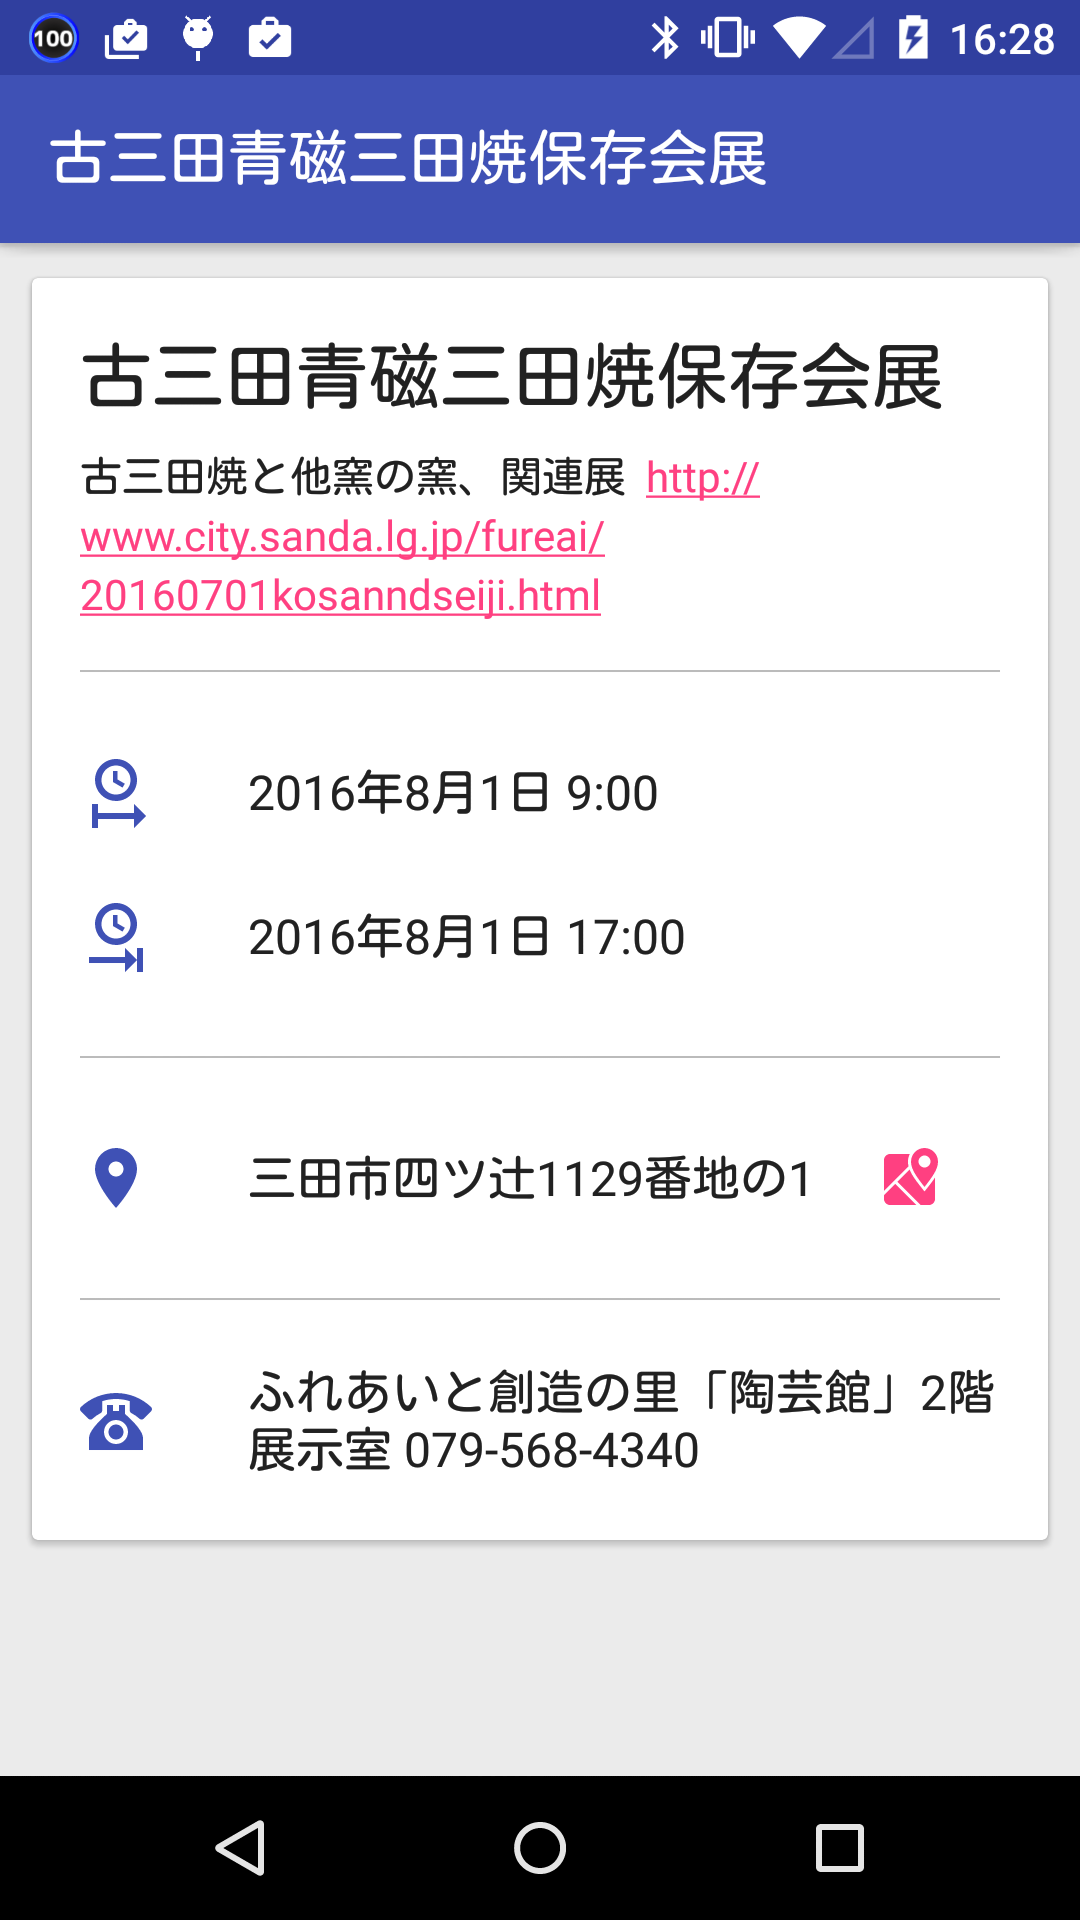 100
16:28
古三田青磁三田焼保存会展
古三田青磁三田焼保存会展
古三田焼と他窯の窯、関連展 http://
www.city.sanda.lg.jp/fureai/
20160701kosanndseiji.html
2016年8月1日 9:00
2016年8月1日 17:00
三田市四ツ辻1129番地の1
ふれあいと創造の里「陶芸館」2階
展示室 079-568-4340